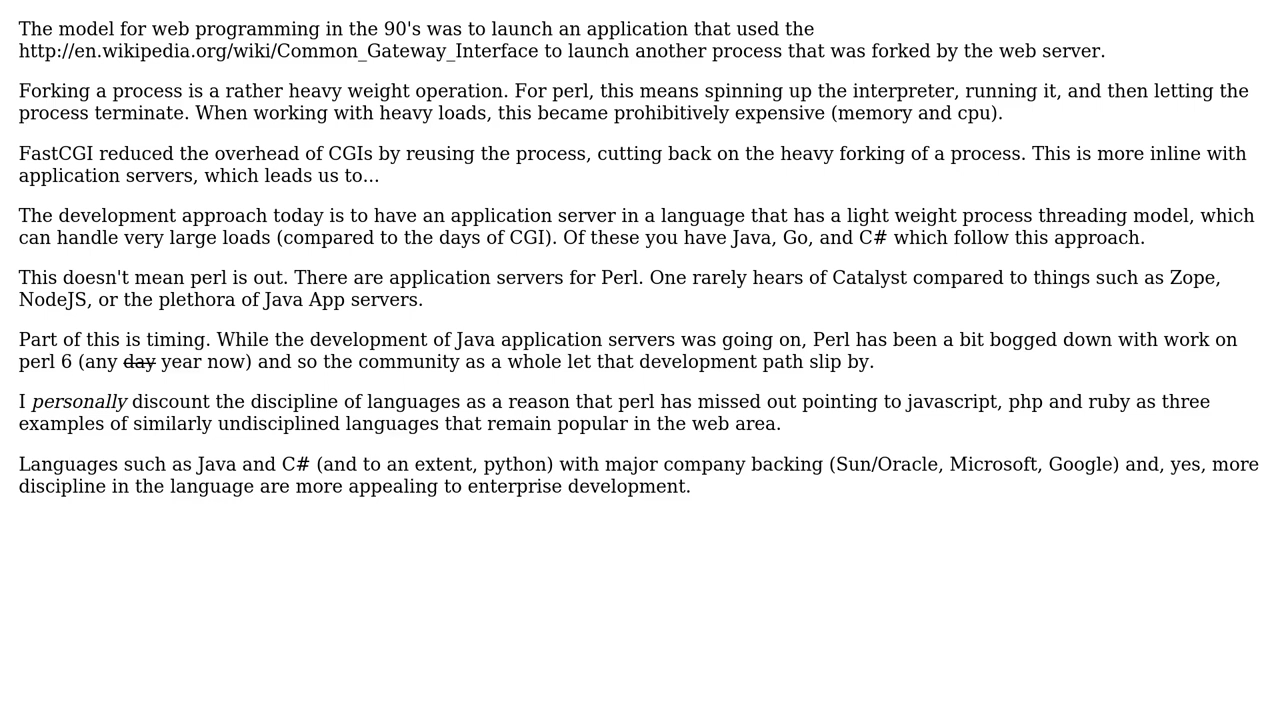 The model for web programming in the 90's was to launch an application that used the
http://en.wikipedia.org/wiki/Common_Gateway_Interface to launch another process that was forked by the web server.
Forking a process is a rather heavy weight operation. For perl, this means spinning up the interpreter, running it, and then letting the
process terminate. When working with heavy loads, this became prohibitively expensive (memory and cpu).
FastCGI reduced the overhead of CGIs by reusing the process, cutting back on the heavy forking of a process. This is more inline with
application servers, which leads us to...
The development approach today is to have an application server in a language that has a light weight process threading model, which
can handle very large loads (compared to the days of CGI). Of these you have Java, Go, and C# which follow this approach.
This doesn't mean perl is out. There are application servers for Perl. One rarely hears of Catalyst compared to things such as Zope,
NodeJS, or the plethora of Java App servers.
Part of this is timing. While the development of Java application servers was going on, Perl has been a bit bogged down with work on
perl 6 (any day year now) and so the community as a whole let that development path slip by.
I personally discount the discipline of languages as a reason that perl has missed out pointing to javascript, php and ruby as three
examples of similarly undisciplined languages that remain popular in the web area.
Languages such as Java and C# (and to an extent, python) with major company backing (Sun/Oracle, Microsoft, Google) and, yes, more
discipline in the language are more appealing to enterprise development.